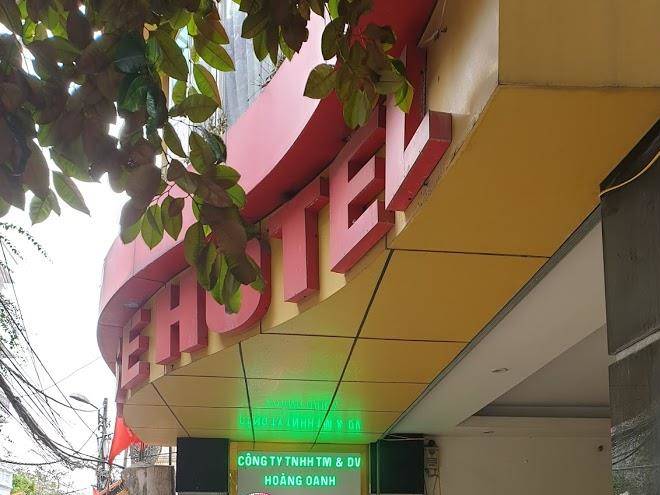 E HOTEL
CÔNG TY TNHH TM & DV
HOÀNG OANH